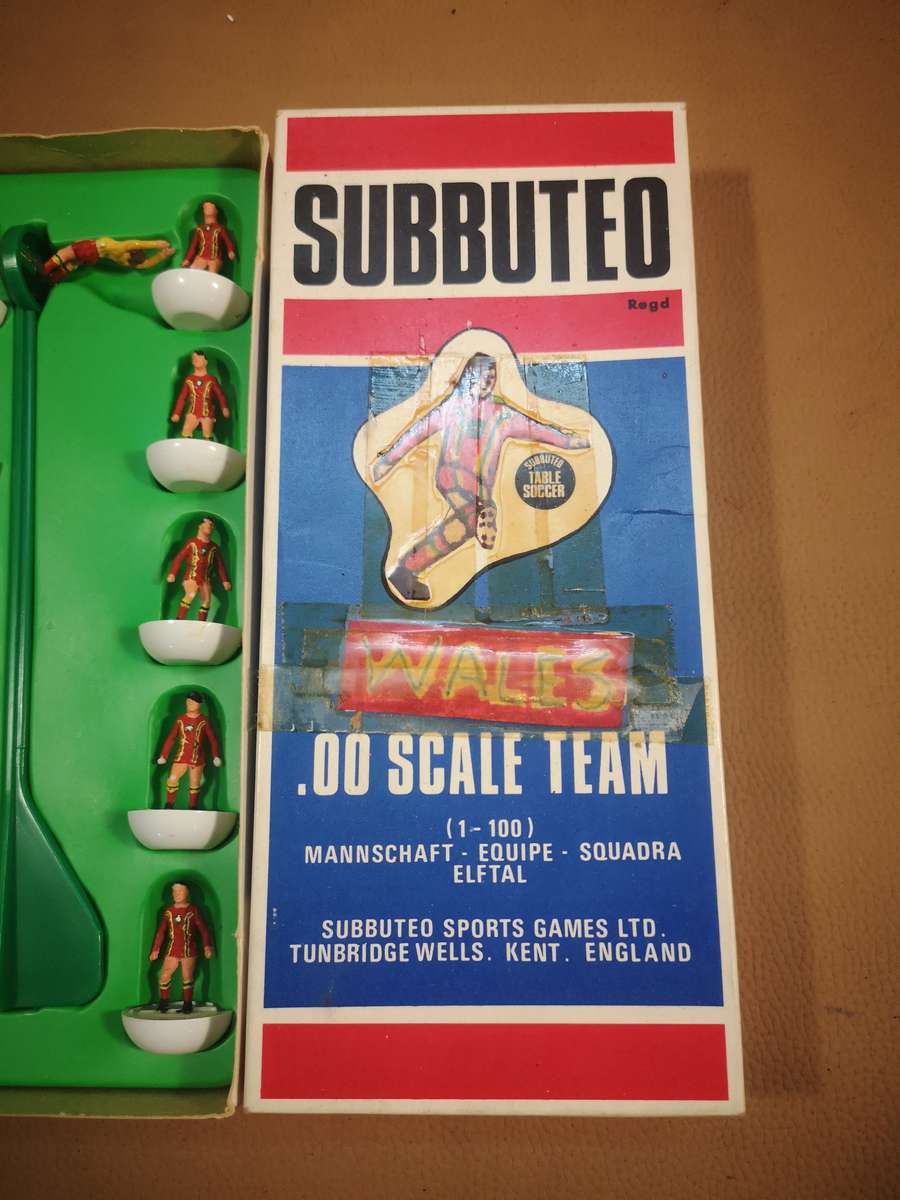 SUBBUTEO
Regd
SUBBUTEO
TABLE
SOCCER
WALES
.00 SCALE TEAM
(1-100)
MANNSCHAFT - EQUIPE - SQUADRA
ELFTAL
SUBBUTEO SPORTS GAMES LTD.
TUNBRIDGE WELLS. KENT. ENGLAND